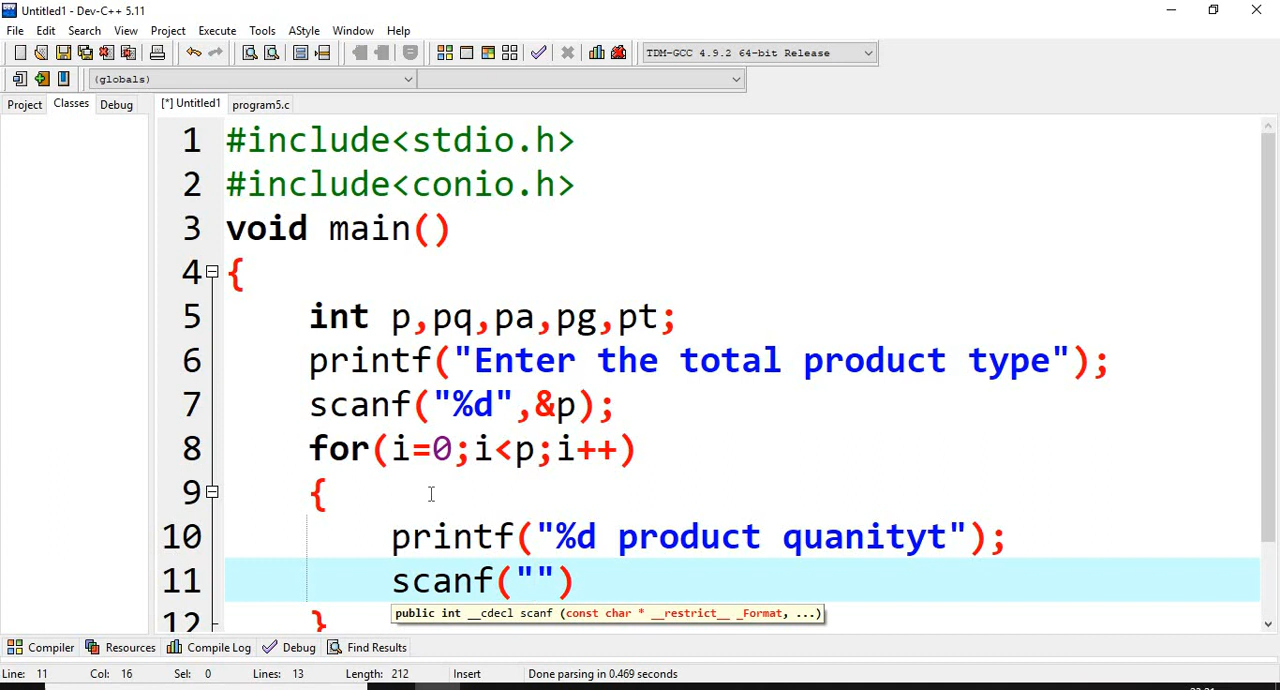 Untitled1 - Dev-C++ 5.11
File Edit Search View Project Execute Tools AStyle Window Help
TDM-GCC 4.9.2 64-bit Release
(globals)
Project Classes Debug [*] Untitled1 program5.c
1 #include<stdio.h>
2 #include<conio.h>
3 void main()
4 {
5 int p,pq,pa,pg,pt;
6 printf("Enter the total product type");
7 scanf("%d",&p);
8 for(i=0;i<p;i++)
9 {
10 printf("%d product quanityt");
11 scanf("")
public int __cdecl scanf (const char * __restrict__ _Format, ...)
12 }
Compiler Resources Compile Log Debug Find Results
Line: 11 Col: 16 Sel: 0 Lines: 13 Length: 212 Insert Done parsing in 0.469 seconds